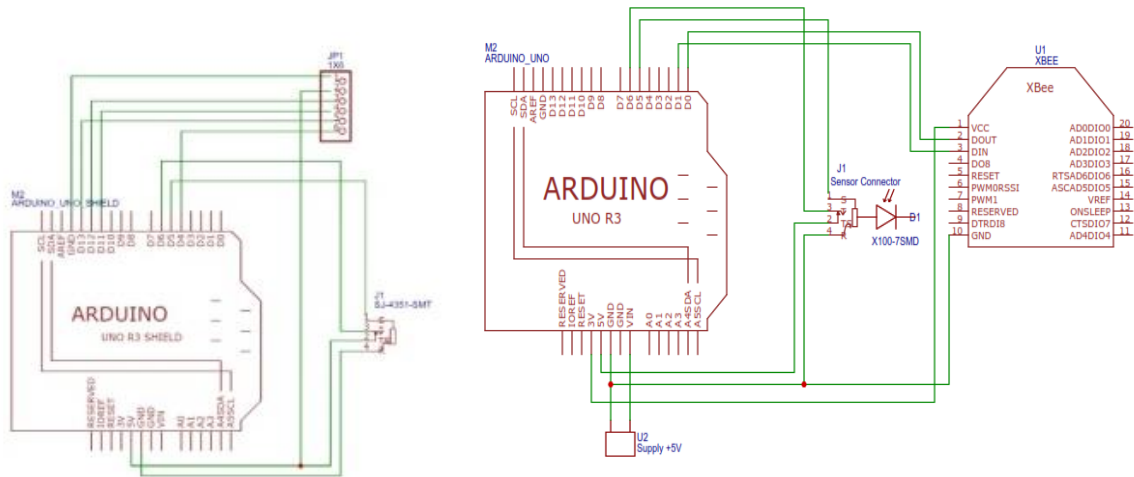 JP1
1X6
M2
ARDUINO_UNO_SHIELD
SCL
SDA
AREF
GND
D13
D12
D11
D10
D9
D8
D7
D6
D5
D4
D3
D2
D1
D0
ARDUINO
UNO R3 SHIELD
J1
SJ-4351-SMT
RESERVED
IOREF
RESET
3V
5V
GND
GND
VIN
A0
A1
A2
A3
A4SDA
A5SCL
M2
ARDUINO_UNO
SCL
SDA
AREF
GND
D13
D12
D11
D10
D9
D8
D7
D6
D5
D4
D3
D2
D1
D0
ARDUINO
UNO R3
RESERVED
IOREF
RESET
3V
5V
GND
GND
VIN
A0
A1
A2
A3
A4SDA
A5SCL
U2
Supply +5V
J1
Sensor Connector
S
3
2
4
D1
X100-7SMD
U1
XBEE
XBee
1 VCC
2 DOUT
3 DIN
4 DO8
5 RESET
6 PWM0RSSI
7 PWM1
8 RESERVED
9 DTRDI8
10 GND
AD0DIO0 20
AD1DIO1 19
AD2DIO2 18
AD3DIO3 17
RTSAD6DIO6 16
ASCAD5DIO5 15
VREF 14
ONSLEEP 13
CTSDIO7 12
AD4DIO4 11